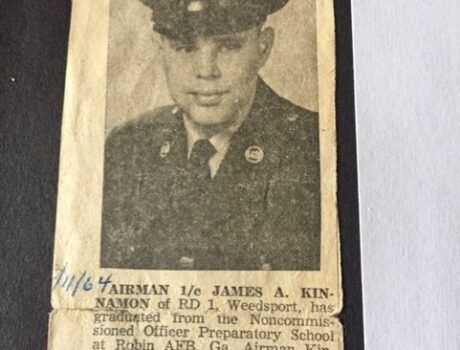 /11/64
AIRMAN 1/c JAMES A. KIN-
NAMON of RD 1, Weedsport, has
graduated from the Noncommis-
sioned Officer Preparatory School
at Robin AFB, Ga. Airman Kin-